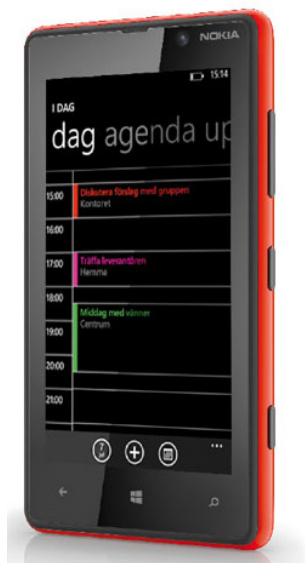 NOKIA
15:14
I DAG
dag agenda up
15:00
Diskutera förslag med gruppen
Kontoret
16:00
17:00
Träffa leverantören
Hemma
18:00
Middag med vänner
19:00
Centrum
20:00
21:00
7